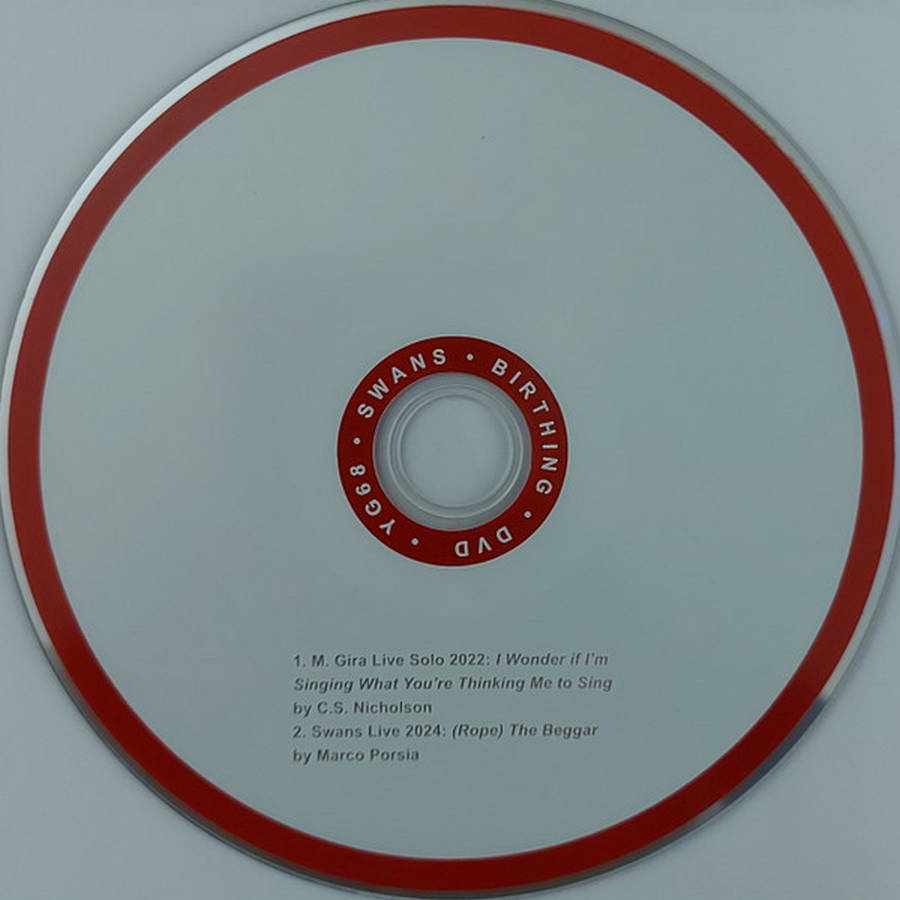 SWANS • BIRTHING • DVD • YG68 •
1. M. Gira Live Solo 2022: I Wonder if I'm
Singing What You're Thinking Me to Sing
by C.S. Nicholson
2. Swans Live 2024: (Rope) The Beggar
by Marco Porsia